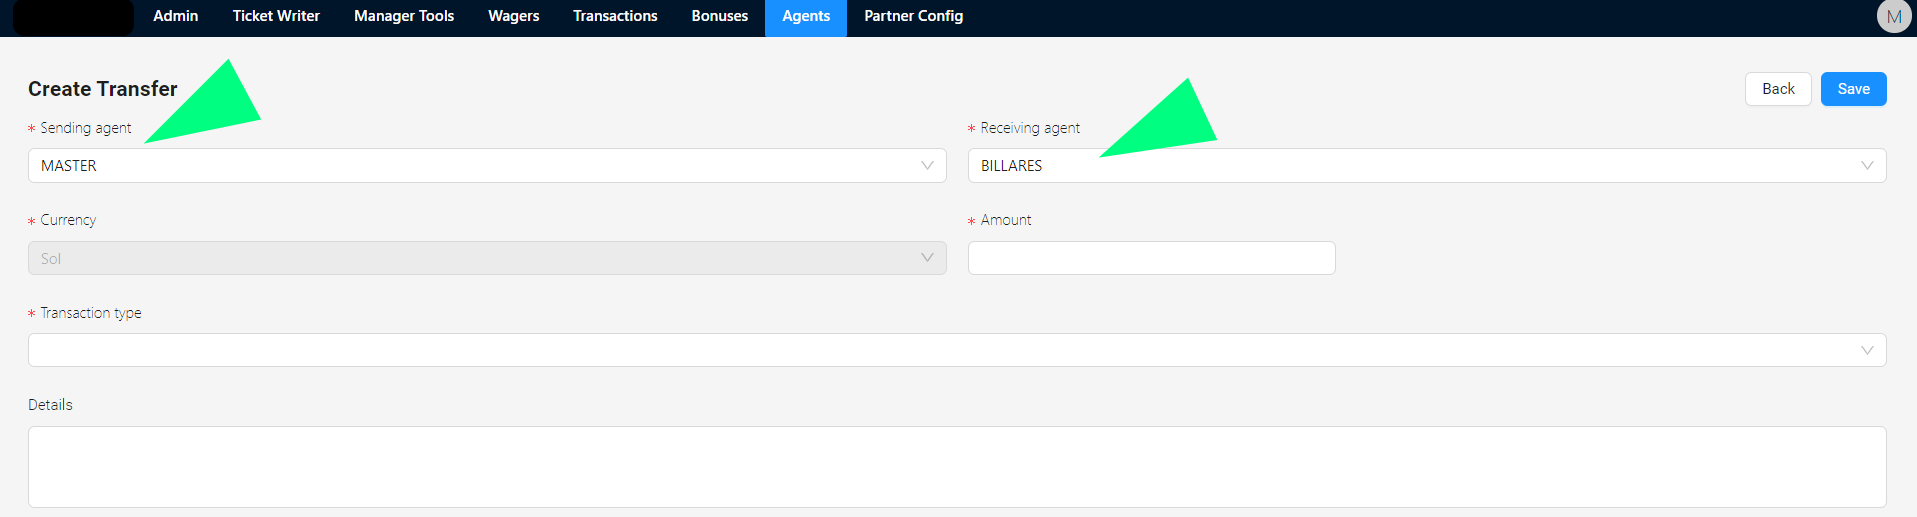 Admin Ticket Writer Manager Tools Wagers Transactions Bonuses Agents Partner Config M
Create Transfer Back Save
* Sending agent * Receiving agent
MASTER BILLARES
* Currency * Amount
Sol
* Transaction type
Details